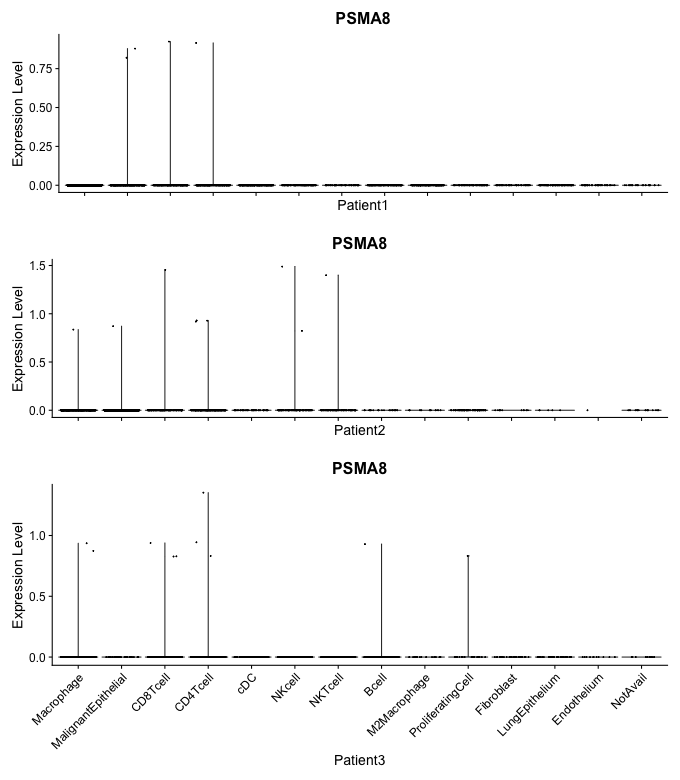 PSMA8
Expression Level
0.75
0.50
0.25
0.00
Patient1
PSMA8
Expression Level
1.5
1.0
0.5
0.0
Patient2
PSMA8
Expression Level
1.0
0.5
0.0
Macrophage
MalignantEpithelial
CD8Tcell
CD4Tcell
cDC
NKcell
NKTcell
Bcell
M2Macrophage
ProliferatingCell
Fibroblast
LungEpithelium
Endothelium
NotAvail
Patient3